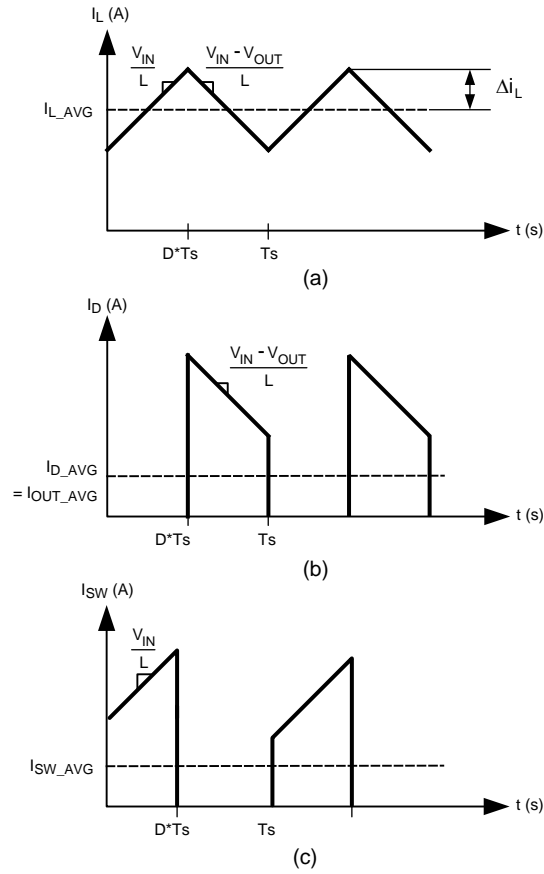 I_L (A)
V_IN
L
V_IN - V_OUT
L
I_L_AVG
Δi_L
t (s)
D*Ts
Ts
(a)
I_D (A)
V_IN - V_OUT
L
I_D_AVG
= I_OUT_AVG
t (s)
D*Ts
Ts
(b)
I_SW (A)
V_IN
L
I_SW_AVG
t (s)
D*Ts
Ts
(c)